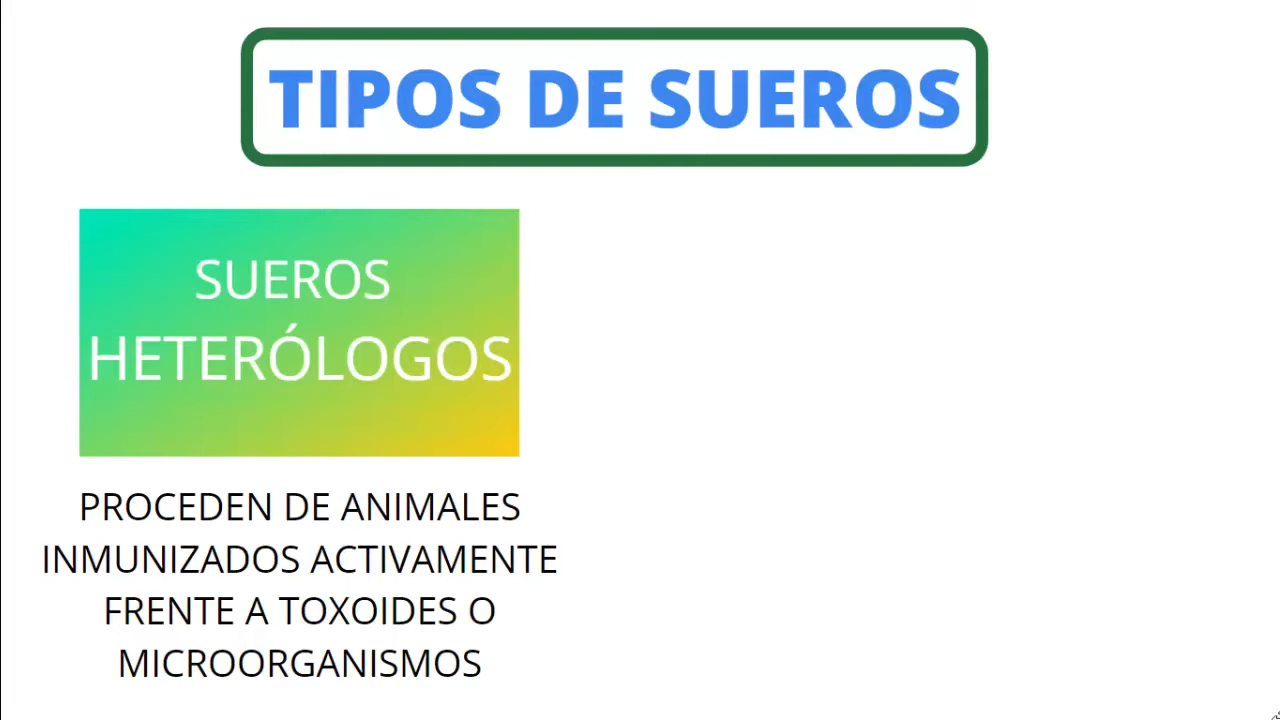 TIPOS DE SUEROS
SUEROS
HETERÓLOGOS
PROCEDEN DE ANIMALES
INMUNIZADOS ACTIVAMENTE
FRENTE A TOXOIDES O
MICROORGANISMOS